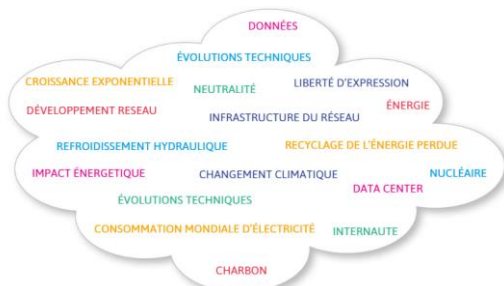 DONNÉES
ÉVOLUTIONS TECHNIQUES
CROISSANCE EXPONENTIELLE
NEUTRALITÉ
LIBERTÉ D'EXPRESSION
DÉVELOPPEMENT RESEAU
INFRASTRUCTURE DU RÉSEAU
ÉNERGIE
REFROIDISSEMENT HYDRAULIQUE
RECYCLAGE DE L'ÉNERGIE PERDUE
IMPACT ÉNERGETIQUE
CHANGEMENT CLIMATIQUE
NUCLÉAIRE
DATA CENTER
ÉVOLUTIONS TECHNIQUES
CONSOMMATION MONDIALE D'ÉLECTRICITÉ
INTERNAUTE
CHARBON